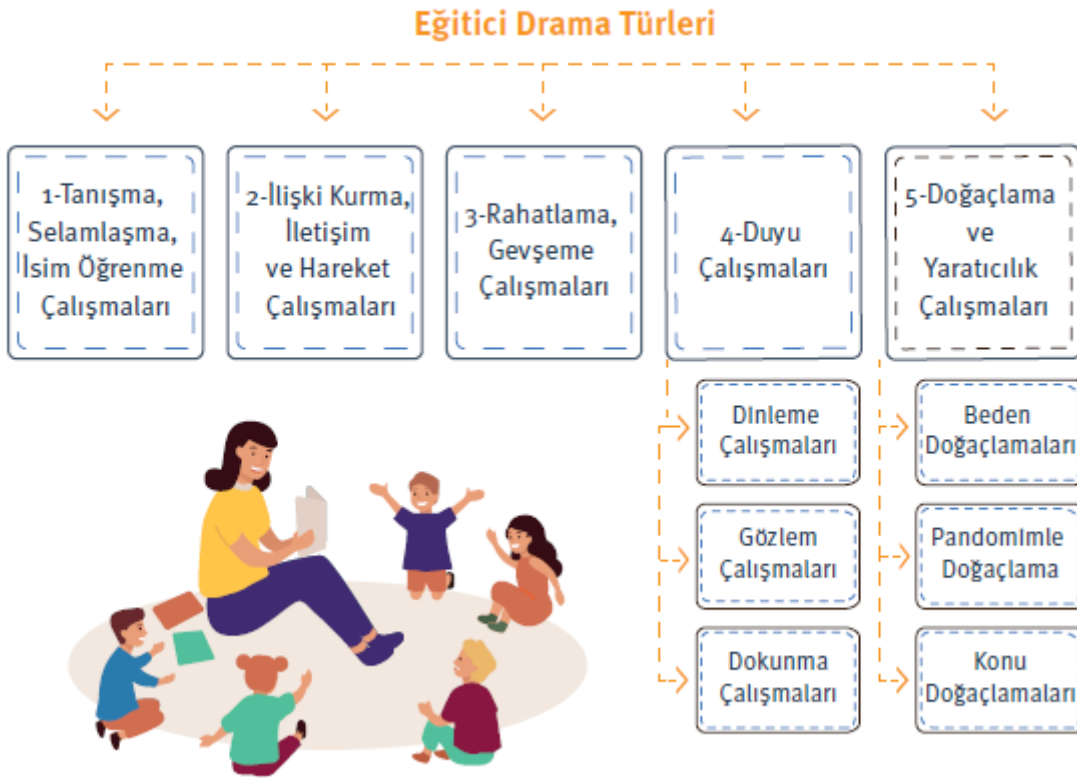 Eğitici Drama Türleri
1-Tanışma,
Selamlaşma,
İsim Öğrenme
Çalışmaları
2-İlişki Kurma,
İletişim
ve Hareket
Çalışmaları
3-Rahatlama,
Gevşeme
Çalışmaları
4-Duyu
Çalışmaları
5-Doğaçlama
ve
Yaratıcılık
Çalışmaları
Dinleme
Çalışmaları
Gözlem
Çalışmaları
Dokunma
Çalışmaları
Beden
Doğaçlamaları
Pandomimle
Doğaçlama
Konu
Doğaçlamaları